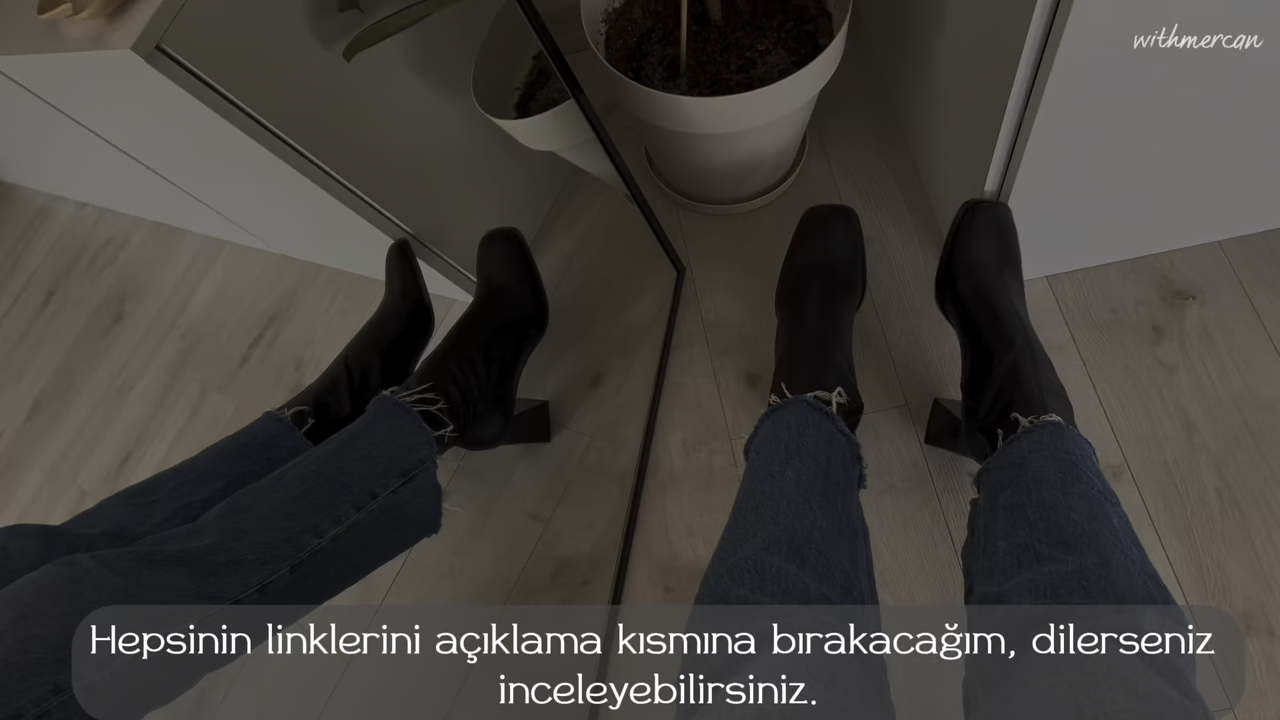 withmercan
Hepsinin linklerini açıklama kısmına bırakacağım, dilerseniz
inceleyebilirsiniz.